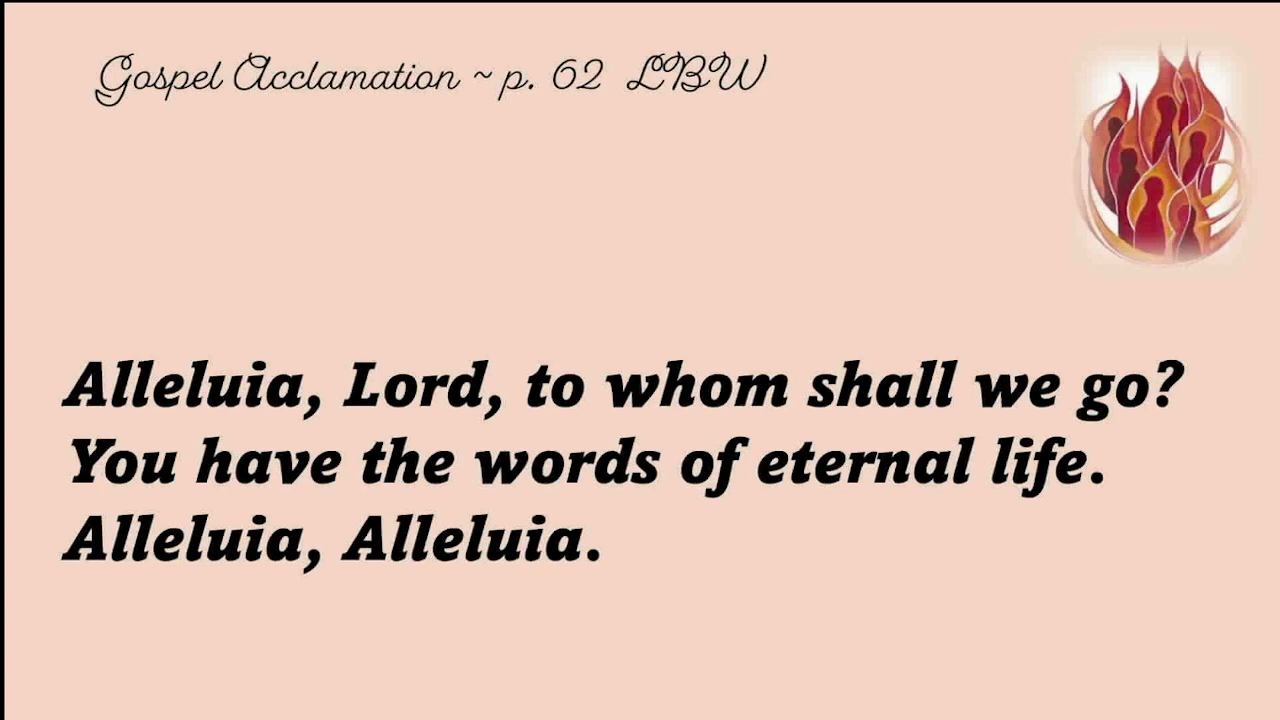 Gospel Acclamation ~ p. 62 LBW
Alleluia, Lord, to whom shall we go?
You have the words of eternal life.
Alleluia, Alleluia.